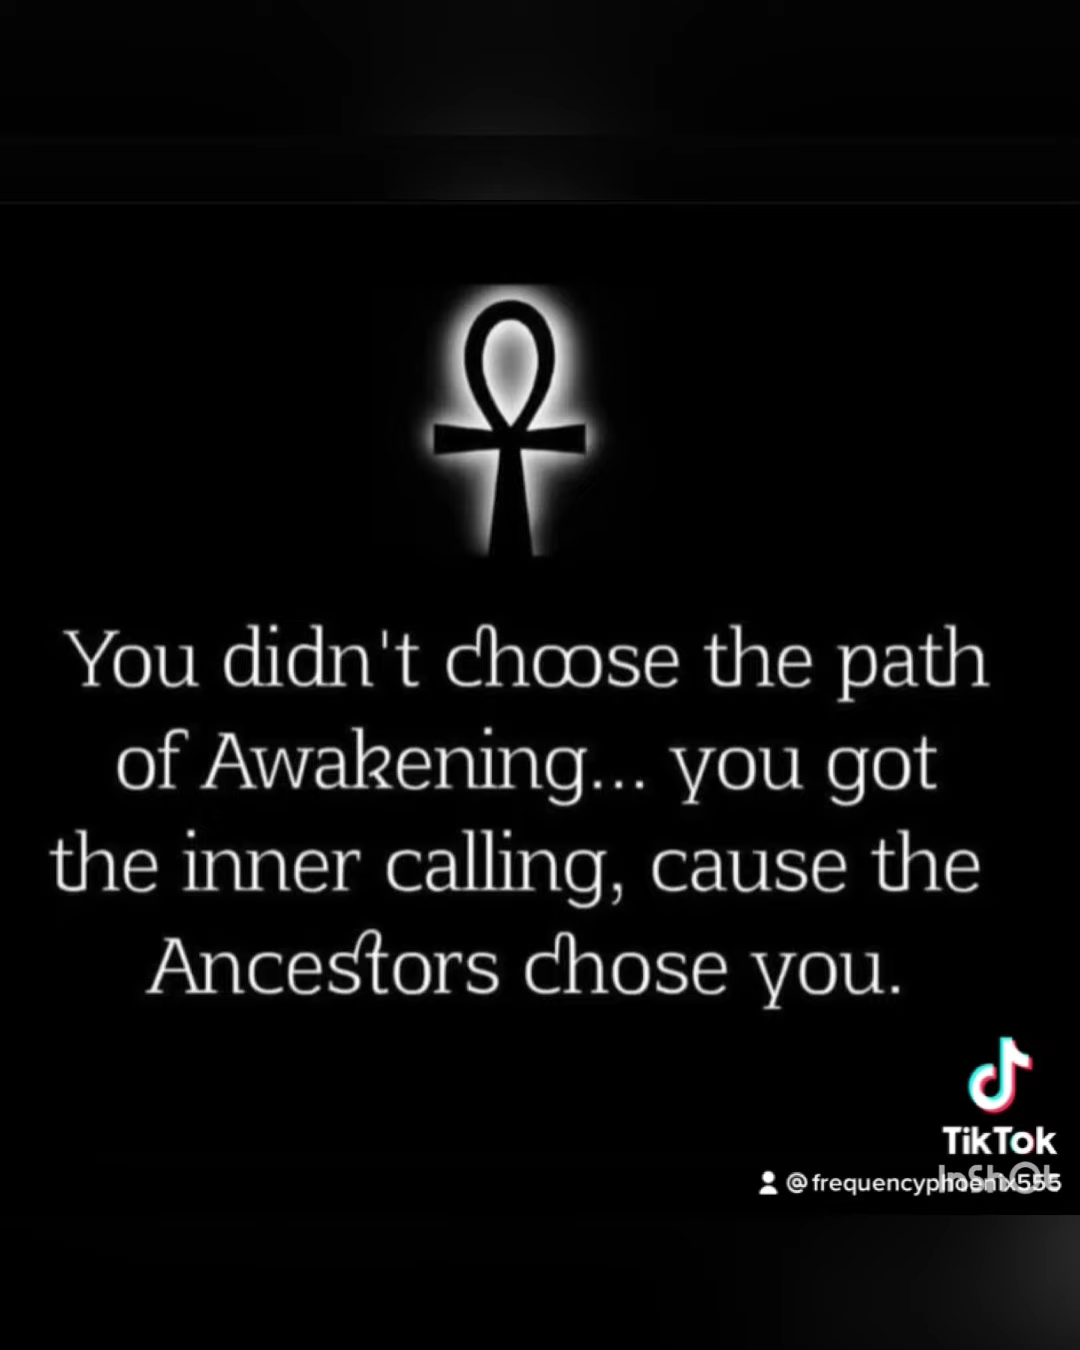 You didn't choose the path
of Awakening... you got
the inner calling, cause the
Ancestors chose you.
TikTok
InShOt
@frequencyphoenix555